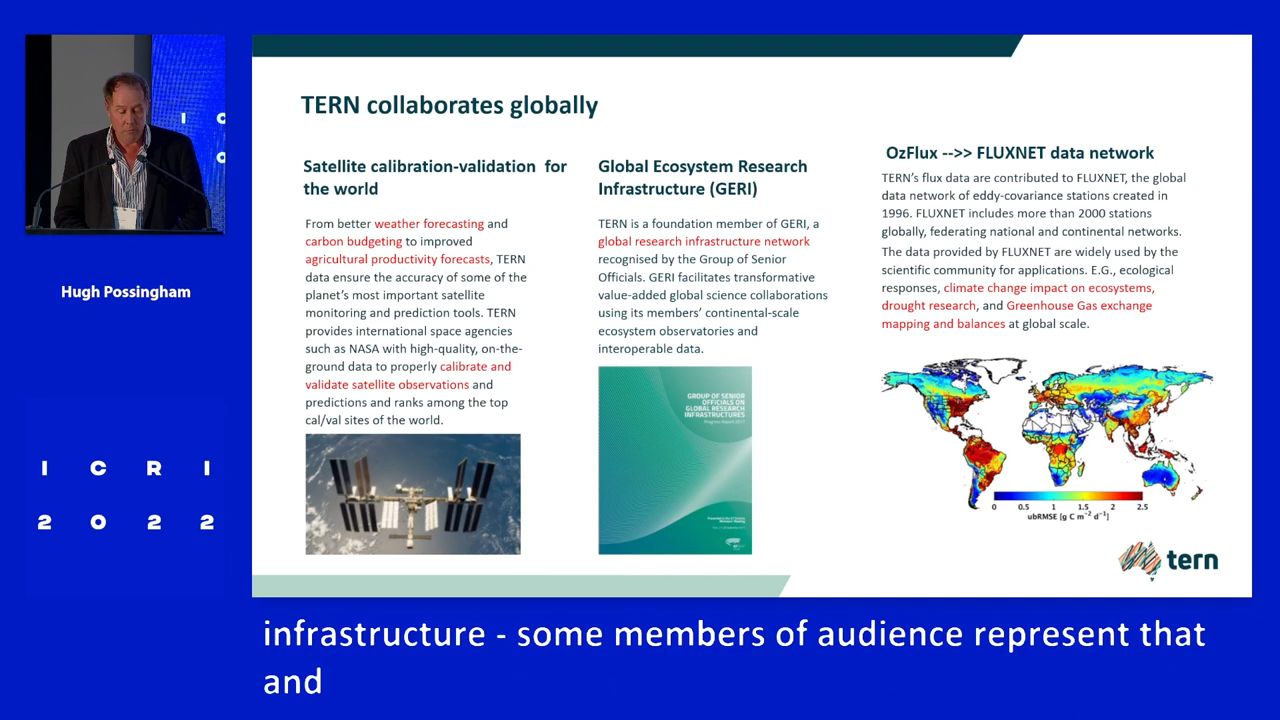 I C
O
Hugh Possingham
I C R I
2 0 2 2
TERN collaborates globally
Satellite calibration-validation for
the world
From better weather forecasting and
carbon budgeting to improved
agricultural productivity forecasts, TERN
data ensure the accuracy of some of the
planet's most important satellite
monitoring and prediction tools. TERN
provides international space agencies
such as NASA with high-quality, on-the-
ground data to properly calibrate and
validate satellite observations and
predictions and ranks among the top
cal/val sites of the world.
Global Ecosystem Research
Infrastructure (GERI)
TERN is a foundation member of GERI, a
global research infrastructure network
recognised by the Group of Senior
Officials. GERI facilitates transformative
value-added global science collaborations
using its members' continental-scale
ecosystem observatories and
interoperable data.
GROUP OF SENIOR
OFFICIALS ON
GLOBAL RESEARCH
INFRASTRUCTURES
Progress Report 2017
OzFlux -->> FLUXNET data network
TERN's flux data are contributed to FLUXNET, the global
data network of eddy-covariance stations created in
1996. FLUXNET includes more than 2000 stations
globally, federating national and continental networks.
The data provided by FLUXNET are widely used by the
scientific community for applications. E.G., ecological
responses, climate change impact on ecosystems,
drought research, and Greenhouse Gas exchange
mapping and balances at global scale.
0 0.5 1 1.5 2 2.5
ubRMSE [g C m⁻² d⁻¹]
tern
infrastructure - some members of audience represent that
and